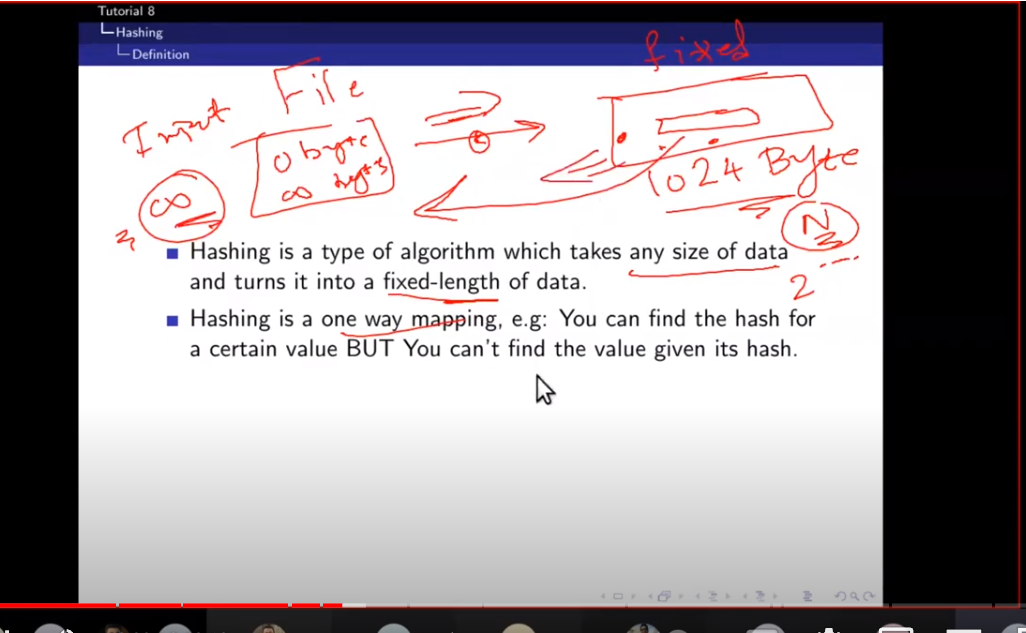 Tutorial 8
Hashing
Definition
fixed
File
Input
0 byte
∞ bytes
∞
1024 Byte
N
2
Hashing is a type of algorithm which takes any size of data
and turns it into a fixed-length of data.
Hashing is a one way mapping, e.g: You can find the hash for
a certain value BUT You can't find the value given its hash.